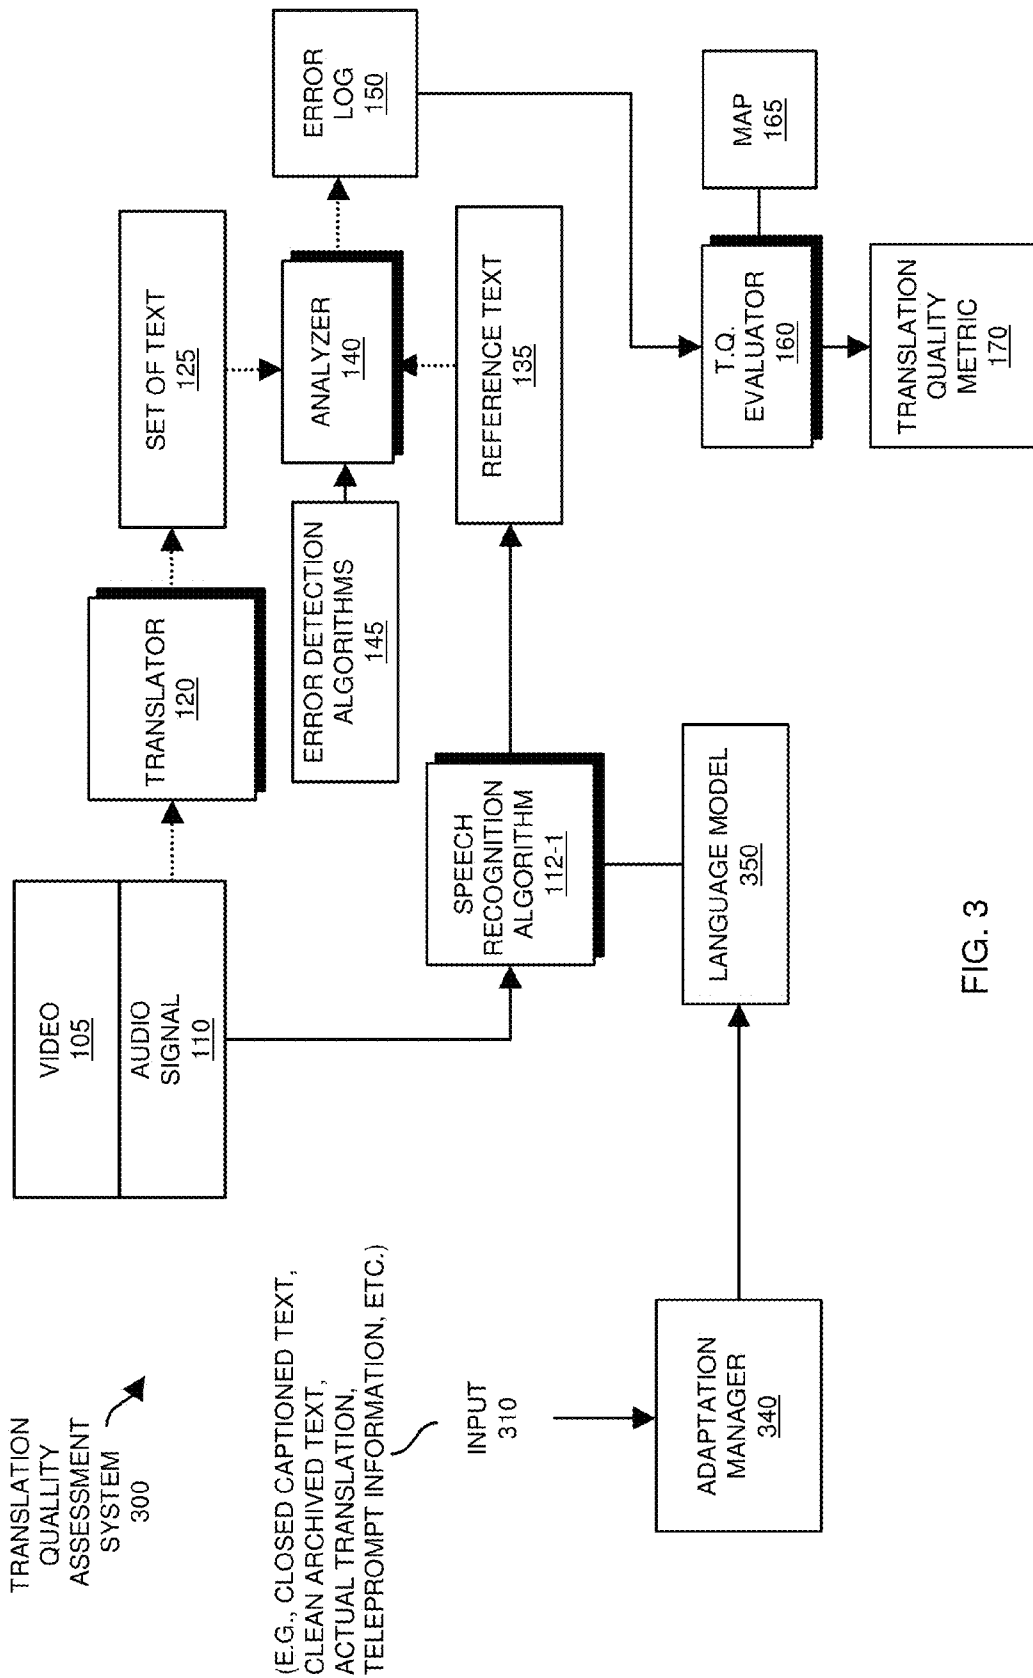 TRANSLATION
QUALLITY
ASSESSMENT
SYSTEM
300
(E.G., CLOSED CAPTIONED TEXT,
CLEAN ARCHIVED TEXT,
ACTUAL TRANSLATION,
TELEPROMPT INFORMATION, ETC.)
INPUT
310
ADAPTATION
MANAGER
340
VIDEO
105
AUDIO
SIGNAL
110
TRANSLATOR
120
SET OF TEXT
125
ERROR DETECTION
ALGORITHMS
145
ANALYZER
140
ERROR
LOG
150
SPEECH
RECOGNITION
ALGORITHM
112-1
REFERENCE TEXT
135
LANGUAGE MODEL
350
T.Q.
EVALUATOR
160
MAP
165
TRANSLATION
QUALITY
METRIC
170
FIG. 3